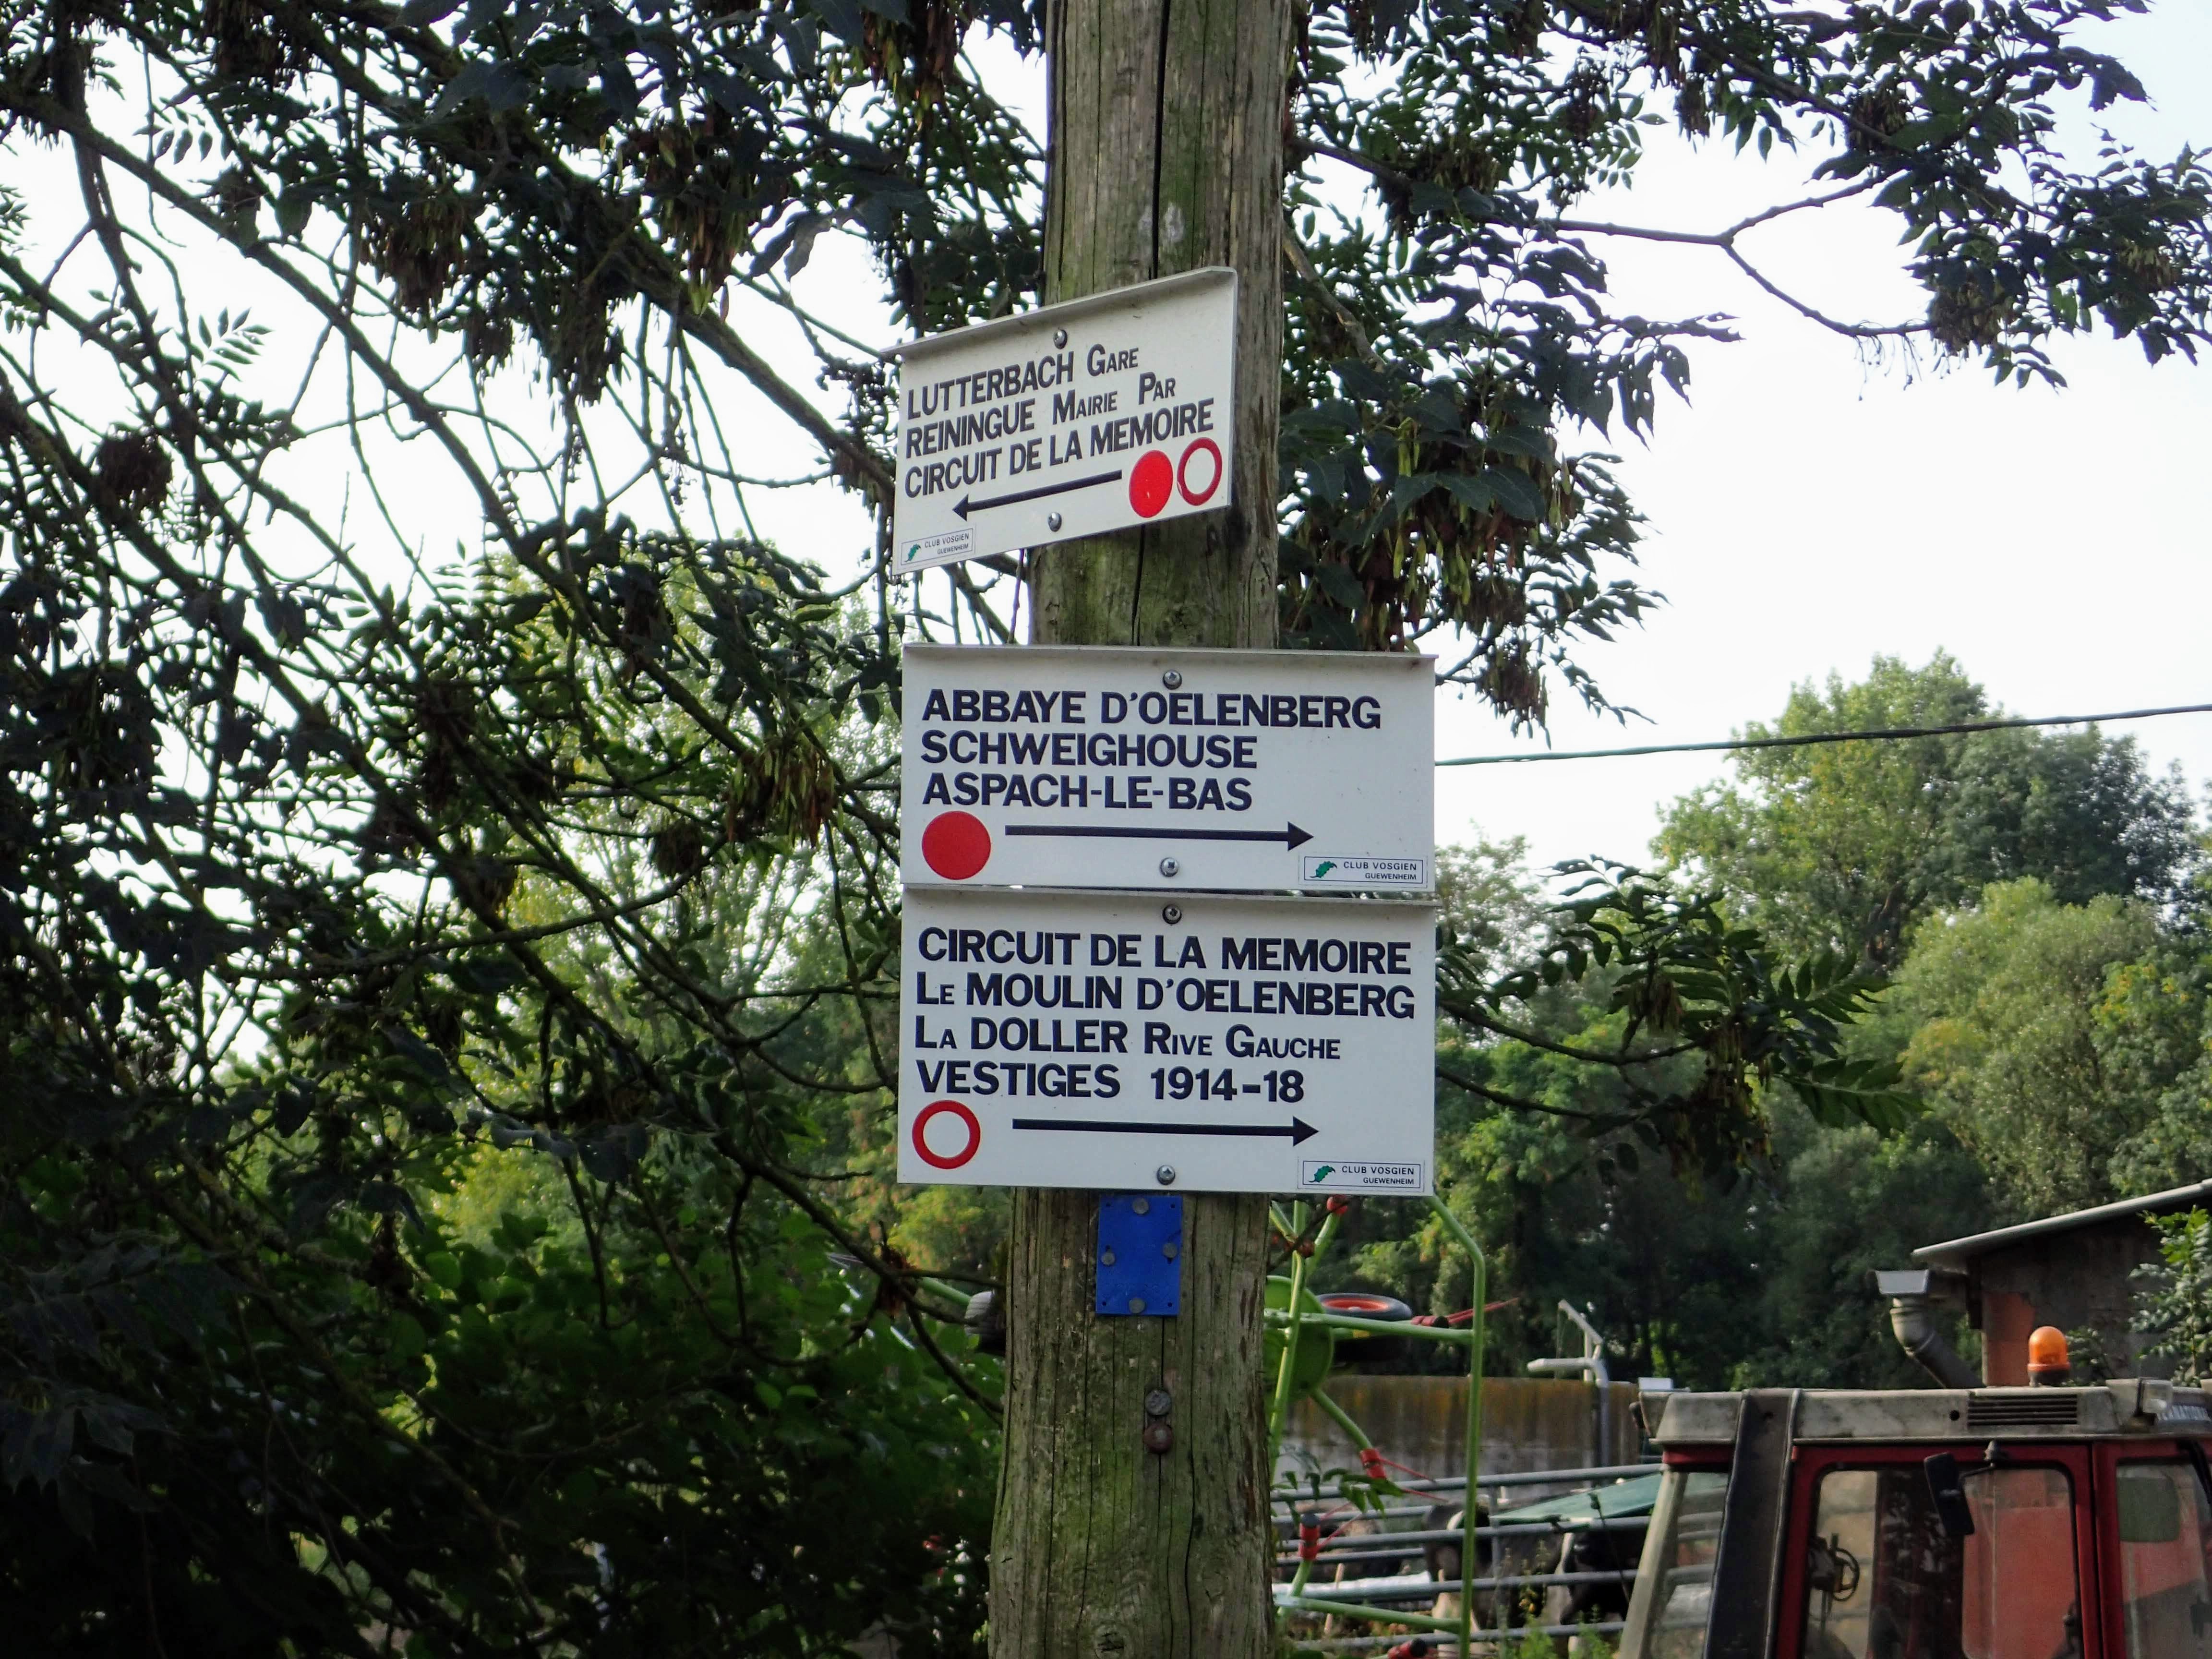 LUTTERBACH GARE
REININGUE MAIRIE PAR
CIRCUIT DE LA MEMOIRE
CLUB VOSGIEN
GUEWENHEIM
ABBAYE D'OELENBERG
SCHWEIGHOUSE
ASPACH-LE-BAS
CLUB VOSGIEN
GUEWENHEIM
CIRCUIT DE LA MEMOIRE
LE MOULIN D'OELENBERG
LA DOLLER RIVE GAUCHE
VESTIGES 1914-18
CLUB VOSGIEN
GUEWENHEIM